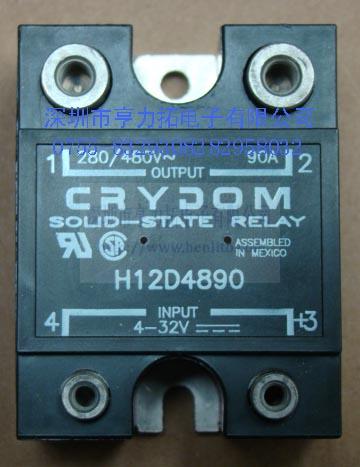 深圳市亨力拓电子有限公司
1 280/480V~ 90A 2
OUTPUT
CRYDOM
SOLID-STATE RELAY
ASSEMBLED
IN MEXICO
H12D4890
INPUT
4 4-32V +3